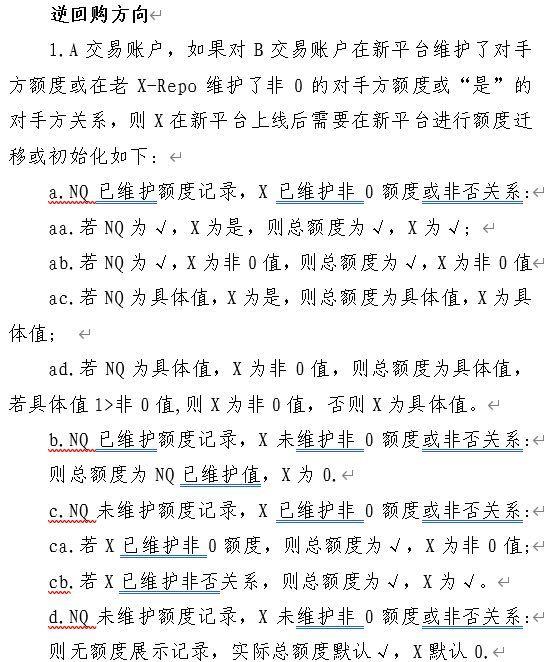 逆回购方向
1.A 交易账户，如果对 B 交易账户在新平台维护了对手
方额度或在老 X-Repo 维护了非 0 的对手方额度或“是”的
对手方关系，则 X 在新平台上线后需要在新平台进行额度迁
移或初始化如下：
a.NQ 已维护额度记录，X 已维护非 0 额度或非否关系：
aa.若 NQ 为√，X 为是，则总额度为√，X 为√；
ab.若 NQ 为√，X 为非 0 值，则总额度为√，X 为非 0 值
ac.若 NQ 为具体值，X 为是，则总额度为具体值，X 为具
体值；
ad.若 NQ 为具体值，X 为非 0 值，则总额度为具体值，
若具体值 1>非 0 值,则 X 为非 0 值，否则 X 为具体值。
b.NQ 已维护额度记录，X 未维护非 0 额度或非否关系：
则总额度为 NQ 已维护值，X 为 0.
c.NQ 未维护额度记录，X 已维护非 0 额度或非否关系：
ca.若 X 已维护非 0 额度，则总额度为√，X 为非 0 值；
cb.若 X 已维护非否关系，则总额度为√，X 为√。
d.NQ 未维护额度记录，X 未维护非 0 额度或非否关系：
则无额度展示记录，实际总额度默认√，X 默认 0.